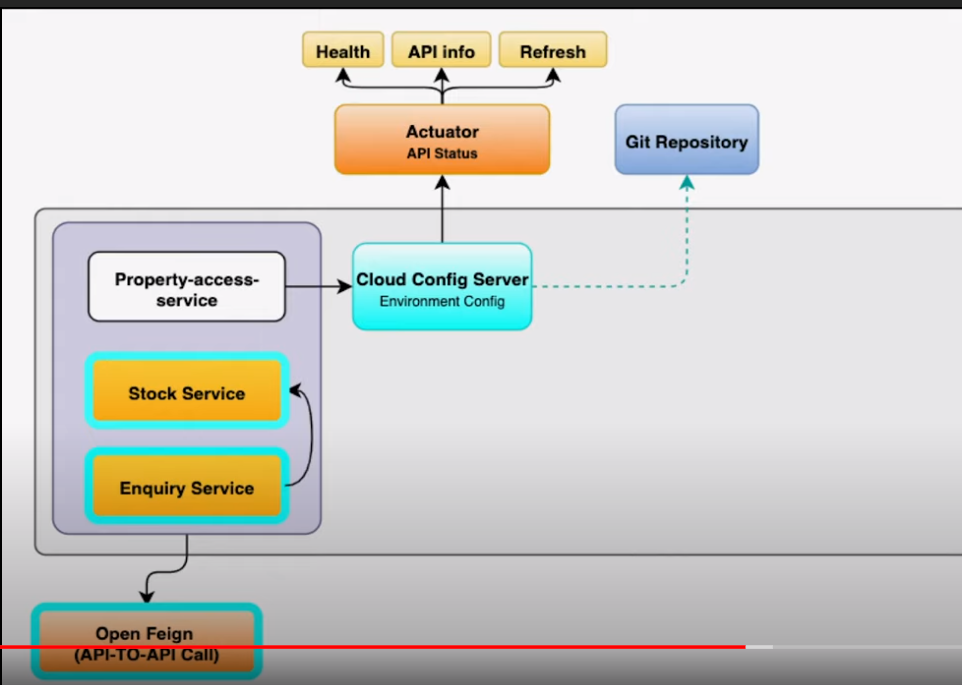 Health
API info
Refresh
Actuator
API Status
Git Repository
Property-access-
service
Cloud Config Server
Environment Config
Stock Service
Enquiry Service
Open Feign
(API-TO-API Call)